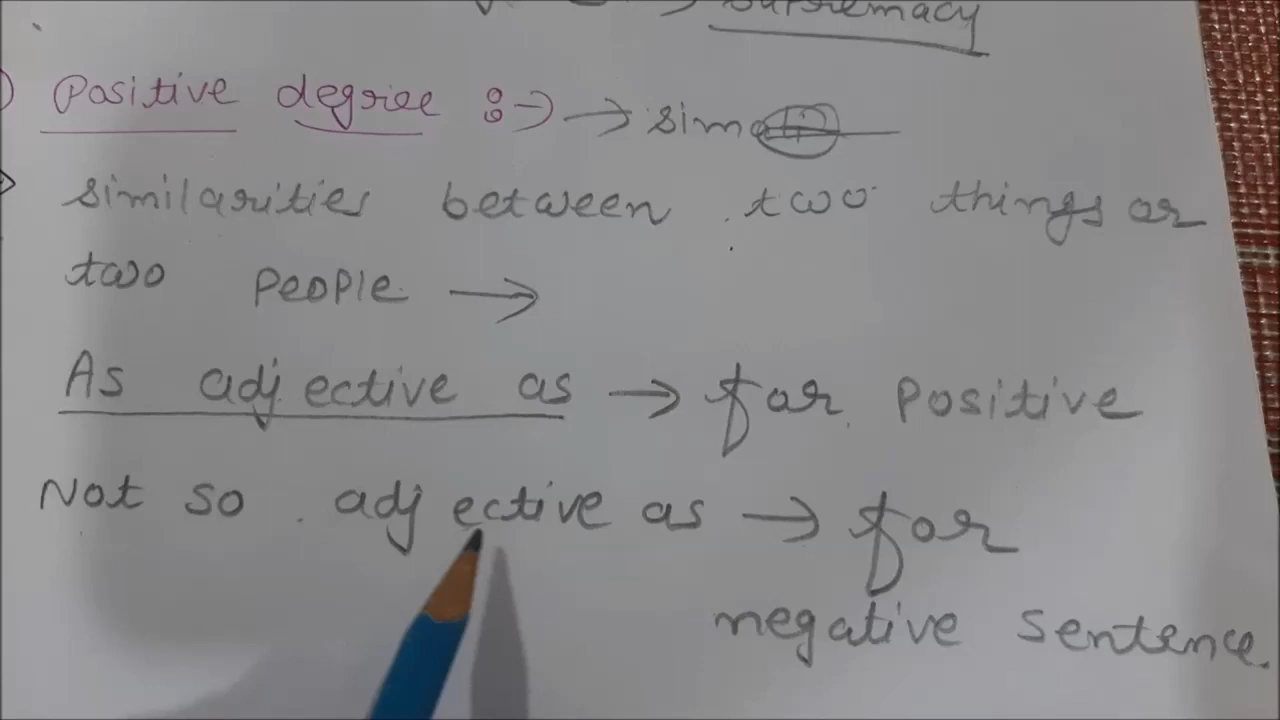 supremacy
Positive degree :-) → sim
similarities between two things or
two people →
As adjective as → for positive
Not so adjective as → for
negative sentence